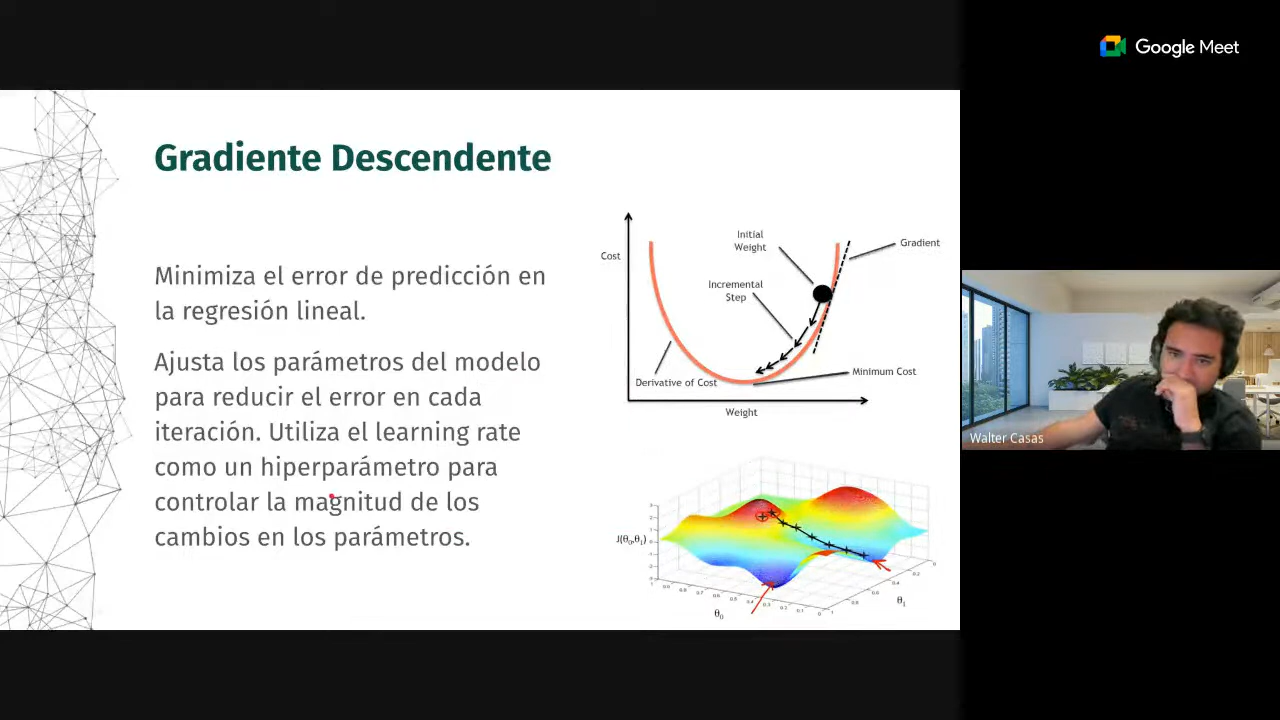 Google Meet
Gradiente Descendente
Minimiza el error de predicción en
la regresión lineal.
Ajusta los parámetros del modelo
para reducir el error en cada
iteración. Utiliza el learning rate
como un hiperparámetro para
controlar la magnitud de los
cambios en los parámetros.
Cost
Initial
Weight
Gradient
Incremental
Step
Derivative of Cost
Minimum Cost
Weight
J(θ₀,θ₁)
θ₀
θ₁
Walter Casas